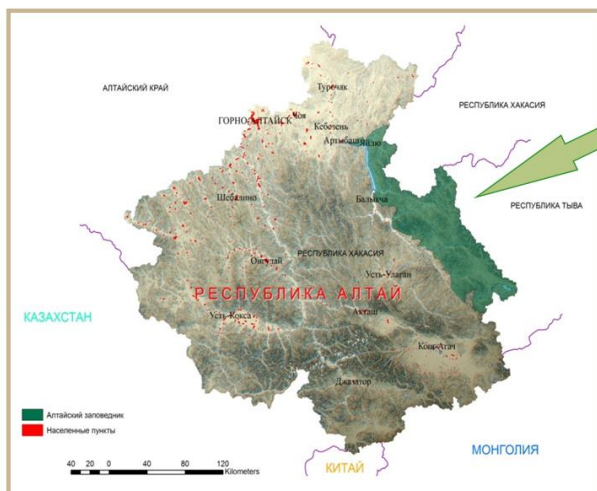 Турочак
АЛТАЙСКИЙ КРАЙ
РЕСПУБЛИКА ХАКАСИЯ
ГОРНО-АЛТАЙСК
Чоя
Кебезень
Артыбаш
Яйлю
Шебалино
Балыкча
РЕСПУБЛИКА ТЫВА
РЕСПУБЛИКА ХАКАСИЯ
Онгудай
Усть-Улаган
РЕСПУБЛИКА АЛТАЙ
КАЗАХСТАН
Усть-Кокса
Акташ
Кош-Агач
Джазатор
Алтайский заповедник
Населенные пункты
МОНГОЛИЯ
КИТАЙ
40 20 0 40 80 120
Kilometers